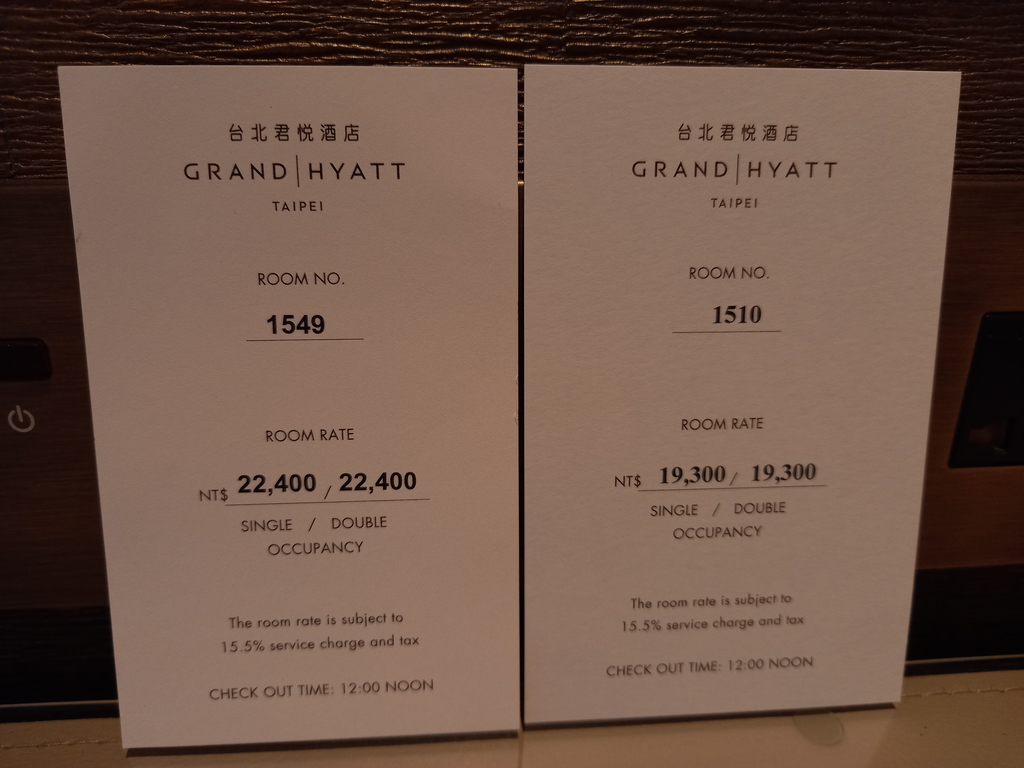 台北君悦酒店
GRAND HYATT
TAIPEI
ROOM NO.
1549
ROOM RATE
NT$ 22,400 / 22,400
SINGLE / DOUBLE
OCCUPANCY
The room rate is subject to
15.5% service charge and tax
CHECK OUT TIME: 12:00 NOON
台北君悦酒店
GRAND HYATT
TAIPEI
ROOM NO.
1510
ROOM RATE
NT$ 19,300 / 19,300
SINGLE / DOUBLE
OCCUPANCY
The room rate is subject to
15.5% service charge and tax
CHECK OUT TIME: 12:00 NOON